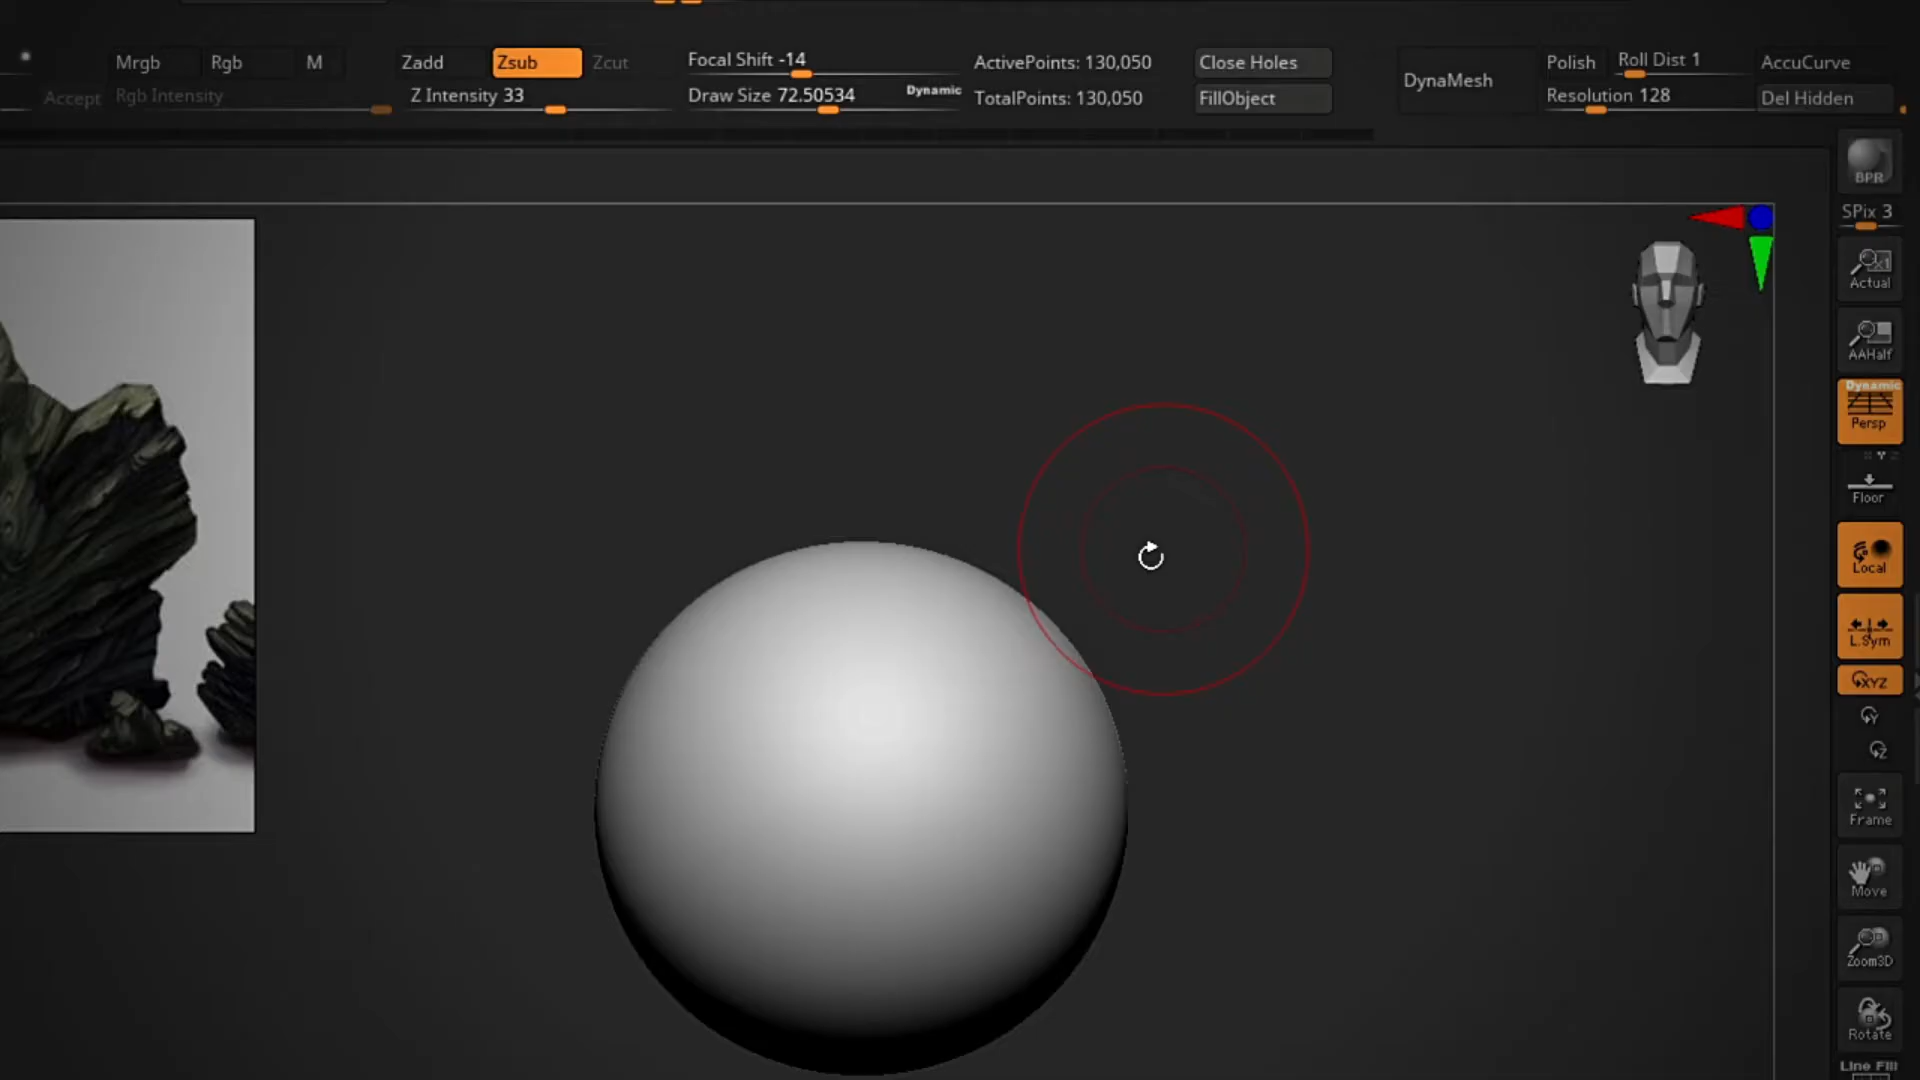 Mrgb Rgb M Zadd Zsub Zcut Focal Shift -14 ActivePoints: 130,050 Close Holes DynaMesh Polish Roll Dist 1 AccuCurve
Accept Rgb Intensity Z Intensity 33 Draw Size 72.50534 Dynamic TotalPoints: 130,050 FillObject Resolution 128 Del Hidden
BPR
SPix 3
Actual
AAHalf
Dynamic
Persp
Floor
Local
L.Sym
XYZ
Y
Z
Frame
Move
Zoom3D
Rotate
Line Fill